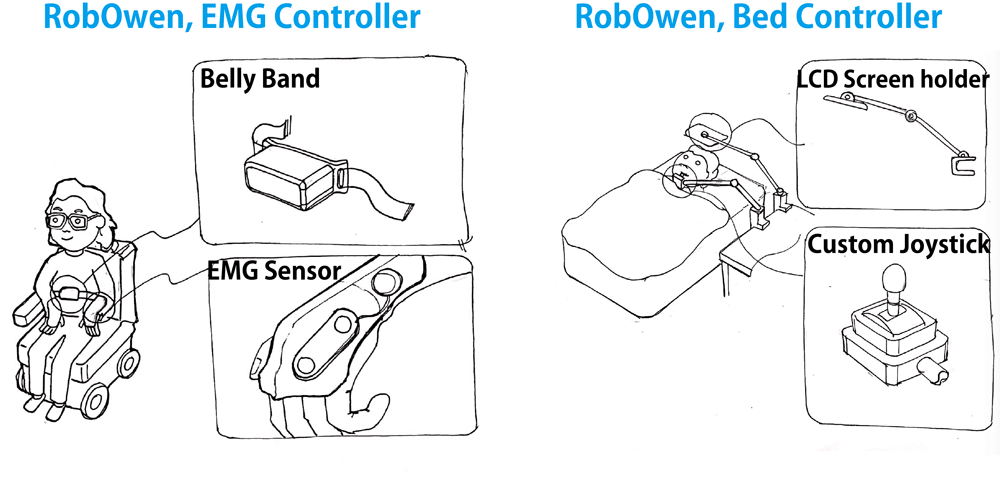 RobOwen, EMG Controller
Belly Band
EMG Sensor
RobOwen, Bed Controller
LCD Screen holder
Custom Joystick